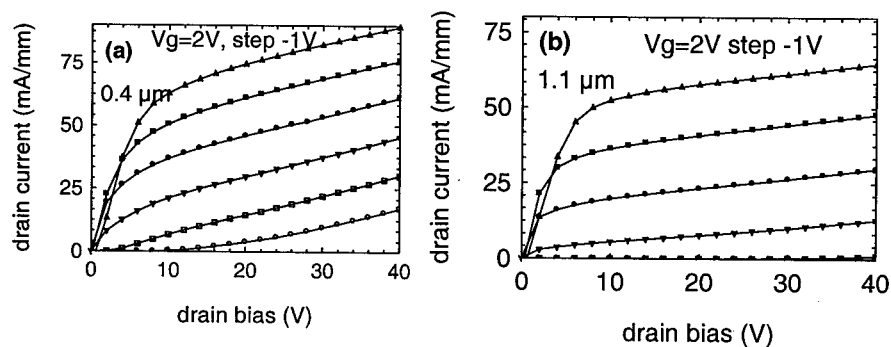 (a)
Vg=2V, step -1V
0.4 µm
75
50
25
0
drain current (mA/mm)
0 10 20 30 40
drain bias (V)
(b)
Vg=2V step -1V
1.1 µm
75
50
25
0
drain current (mA/mm)
0 10 20 30 40
drain bias (V)